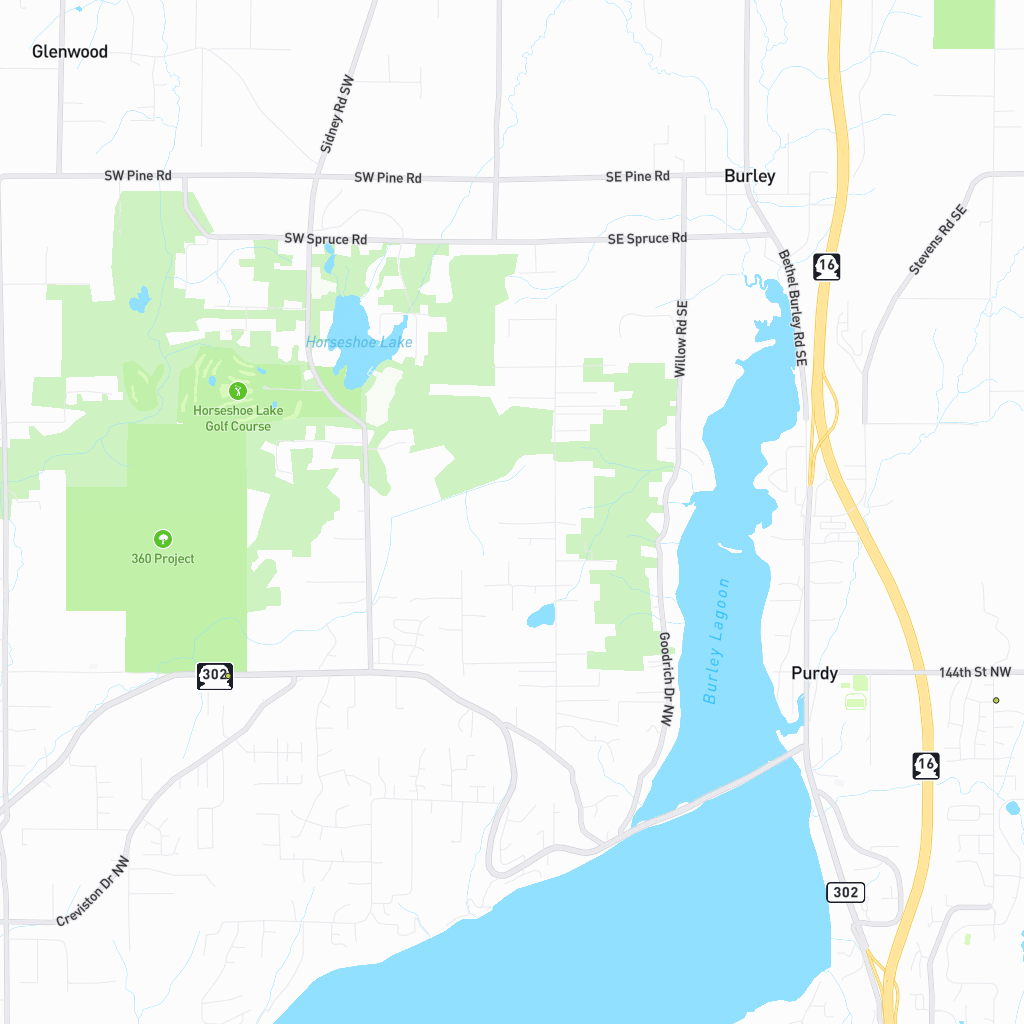 Glenwood
Sidney Rd SW
SW Pine Rd
SW Pine Rd
SE Pine Rd
Burley
Stevens Rd SE
SW Spruce Rd
SE Spruce Rd
16
Bethel Burley Rd SE
Willow Rd SE
Horseshoe Lake
Horseshoe Lake
Golf Course
360 Project
Burley Lagoon
Goodrich Dr NW
302
Purdy
144th St NW
16
Creviston Dr NW
302